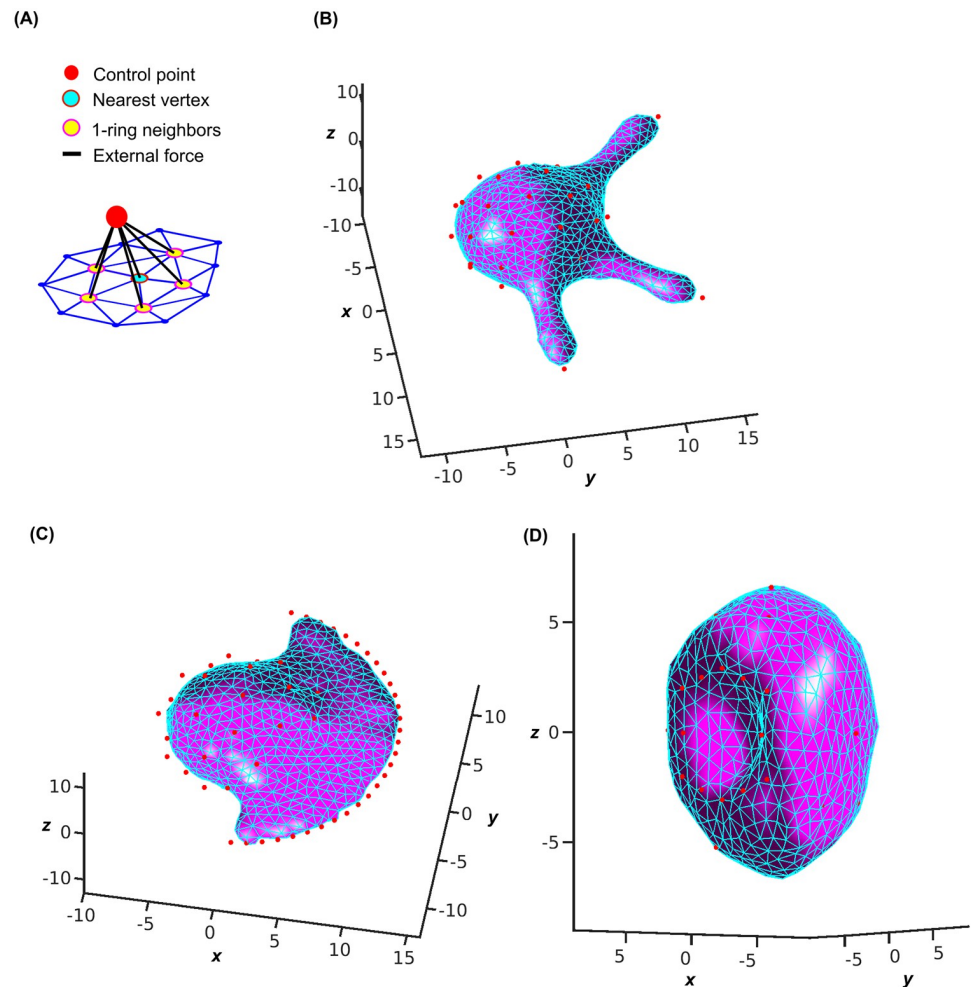 (A)
Control point
Nearest vertex
1-ring neighbors
External force
(B)
10
z 0
-10
-10
-5
x 0
5
10
15
-10 -5 0 5 10 15
y
(C)
10
z 0
-10
-10 -5 0 5 10 15
x
10
5
y 0
-5
-10
(D)
5
z 0
-5
5 0 -5 -5 0 5
x y